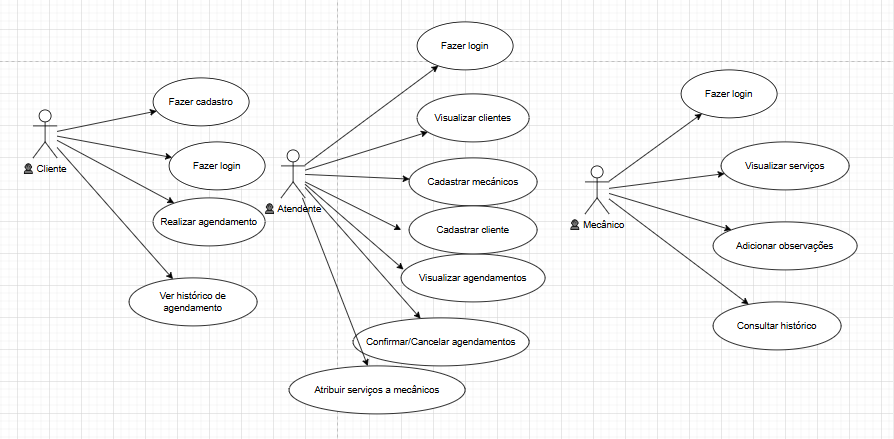 Fazer login
Fazer cadastro
Fazer login
Visualizar clientes
Fazer login
Visualizar serviços
Cliente
Cadastrar mecânicos
Atendente
Realizar agendamento
Cadastrar cliente
Mecânico
Adicionar observações
Visualizar agendamentos
Ver histórico de
agendamento
Consultar histórico
Confirmar/Cancelar agendamentos
Atribuir serviços a mecânicos